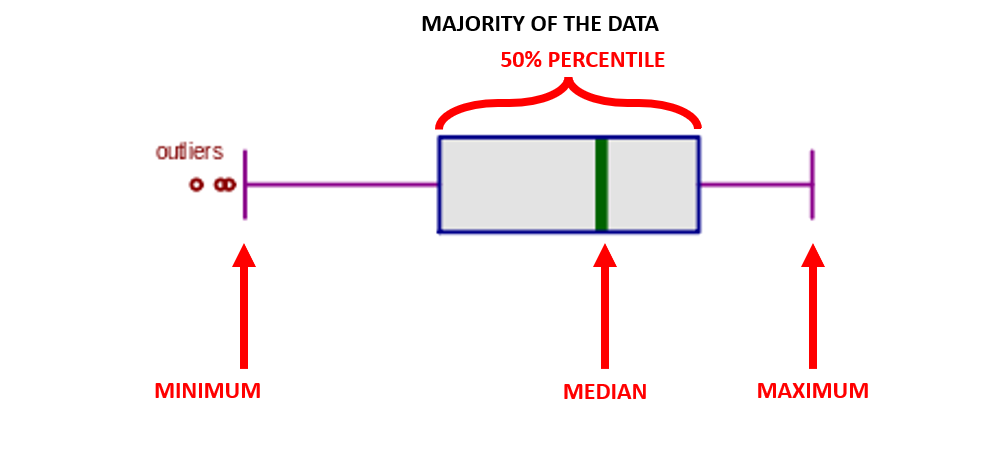 MAJORITY OF THE DATA
50% PERCENTILE
outliers
MINIMUM
MEDIAN
MAXIMUM